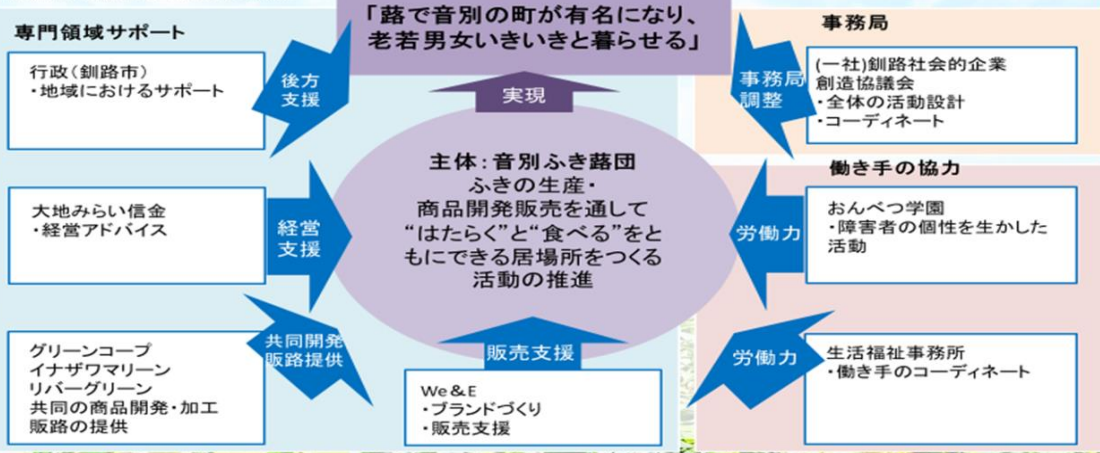 「蕗で音別の町が有名になり、
老若男女いきいきと暮らせる」
実現
専門領域サポート
行政（釧路市）
・地域におけるサポート
後方
支援
大地みらい信金
・経営アドバイス
経営
支援
グリーンコープ
イナザワマリーン
リバーグリーン
共同の商品開発・加工
販路の提供
共同開発
販路提供
主体：音別ふき蕗団
ふきの生産・
商品開発販売を通して
“はたらく”と“食べる”をと
もにできる居場所をつくる
活動の推進
販売支援
We＆E
・ブランドづくり
・販売支援
事務局
(一社)釧路社会的企業
創造協議会
・全体の活動設計
・コーディネート
事務局
調整
働き手の協力
おんべつ学園
・障害者の個性を生かした
活動
労働力
生活福祉事務所
・働き手のコーディネート
労働力